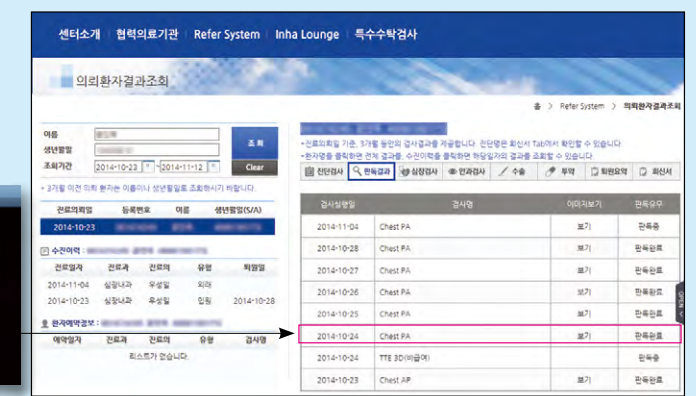 센터소개 협력의료기관 Refer System Inha Lounge 특수수탁검사
의뢰환자결과조회
홈 > Refer System > 의뢰환자결과조회
이름
생년월일
조회
조회기간 2014-10-23 ~ 2014-11-12 Clear
• 3개월 이전 의뢰 환자는 이름이나 생년월일로 조회하시기 바랍니다.
진료의뢰일 등록번호 이름 생년월일(S/A)
2014-10-23
수진이력 :
진료일자 진료과 진료의 유형 퇴원일
2014-11-04 심장내과 우성일 외래
2014-10-23 심장내과 우성일 입원 2014-10-28
환자예약정보 :
예약일자 진료과 진료의 유형 검사명
리스트가 없습니다.
•진료의뢰일 기준, 3개월 동안의 검사결과를 제공합니다. 진단명은 회신서 Tab에서 확인할 수 있습니다
•환자명을 클릭하면 전체 결과를, 수진이력을 클릭하면 해당일자의 결과를 조회할 수 있습니다.
진단검사 판독결과 심장검사 안과검사 수술 투약 퇴원요약 회신서
검사실행일 검사명 이미지보기 판독유무
2014-11-04 Chest PA 보기 판독중
2014-10-28 Chest PA 보기 판독완료
2014-10-27 Chest PA 보기 판독완료
2014-10-26 Chest PA 보기 판독완료
2014-10-25 Chest PA 보기 판독완료
2014-10-24 Chest PA 보기 판독완료
2014-10-24 TTE 3D(비급여) 보기 판독중
2014-10-23 Chest AP 보기 판독완료
OPEN